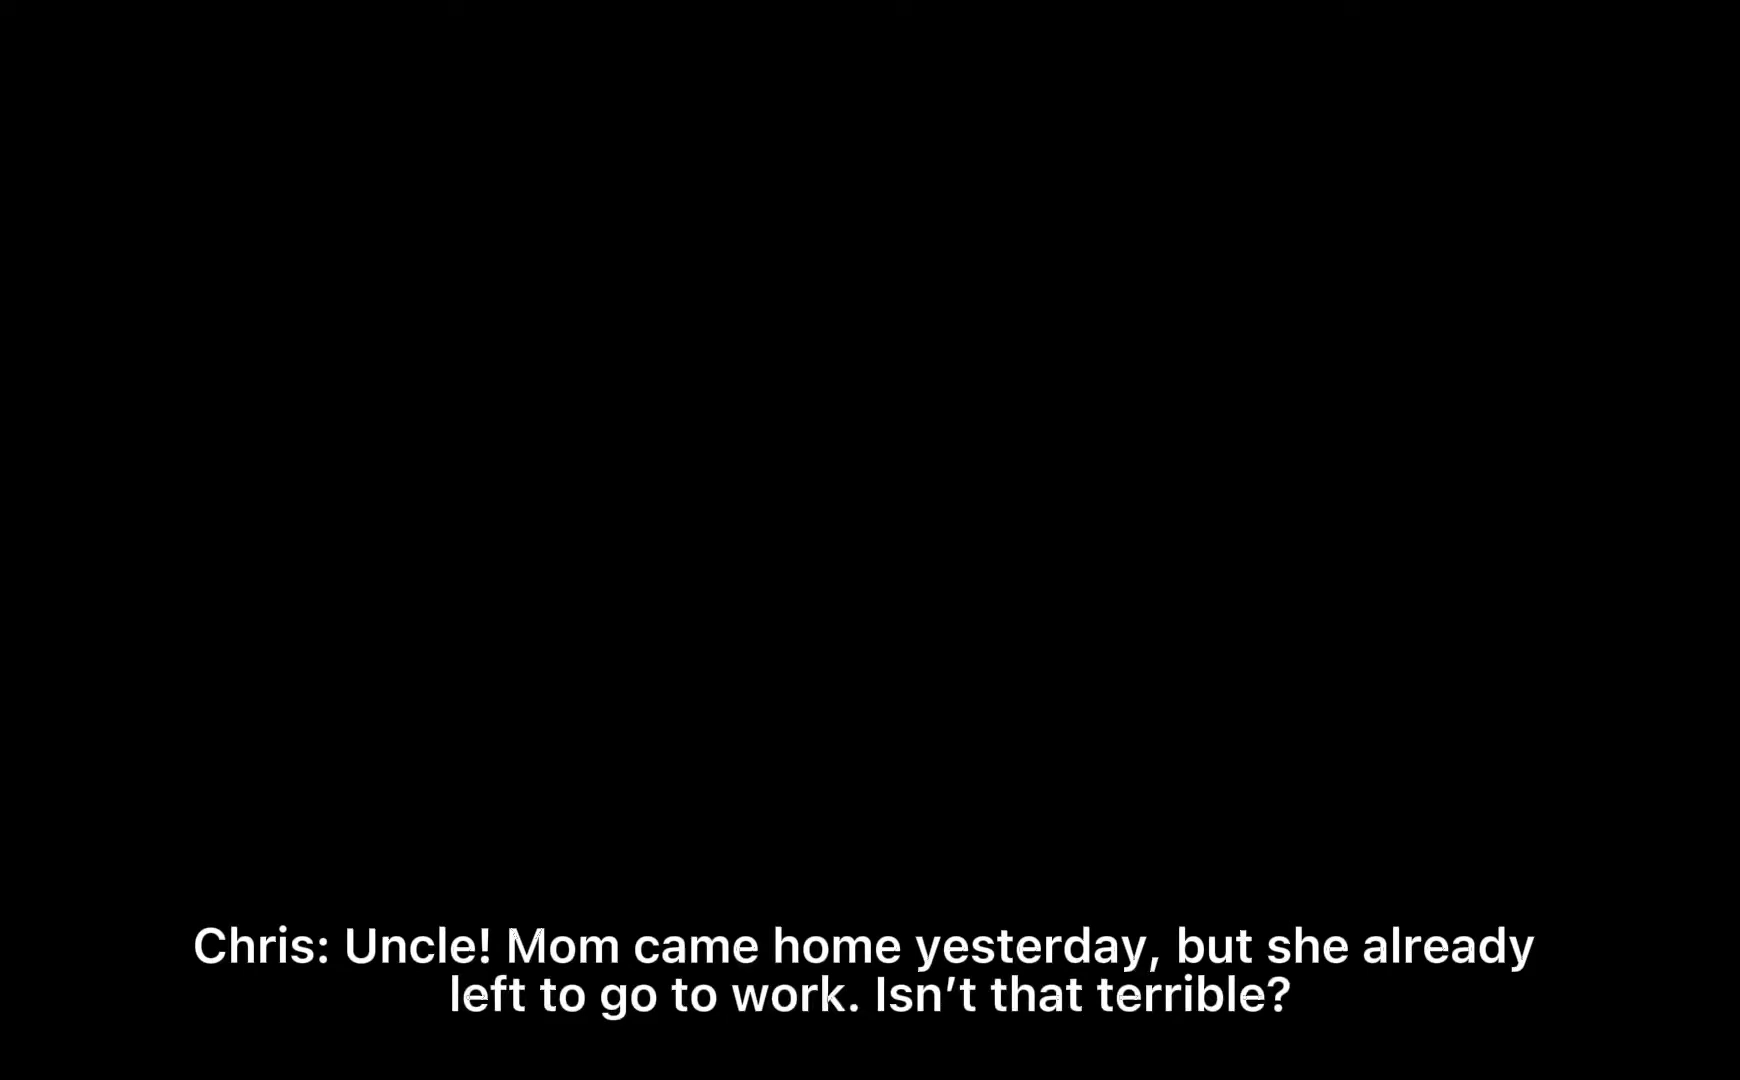 Chris: Uncle! Mom came home yesterday, but she already
left to go to work. Isn’t that terrible?